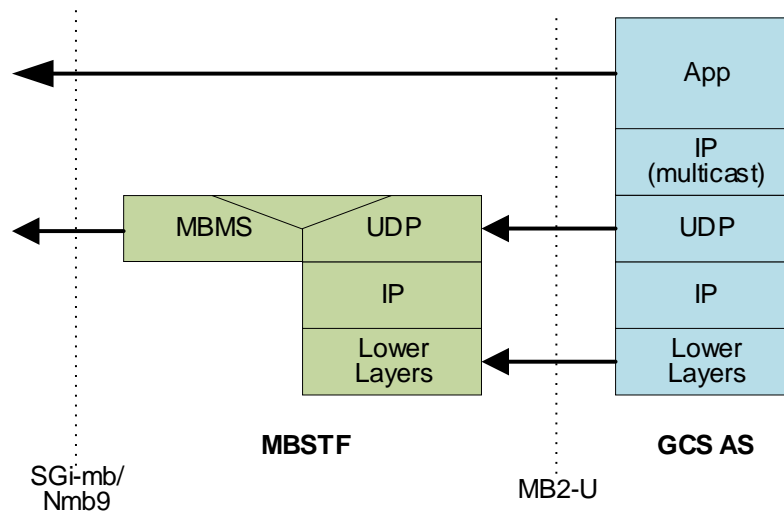 App
IP
(multicast)
MBMS
UDP
UDP
IP
IP
Lower
Layers
Lower
Layers
MBSTF
GCS AS
SGi-mb/
Nmb9
MB2-U